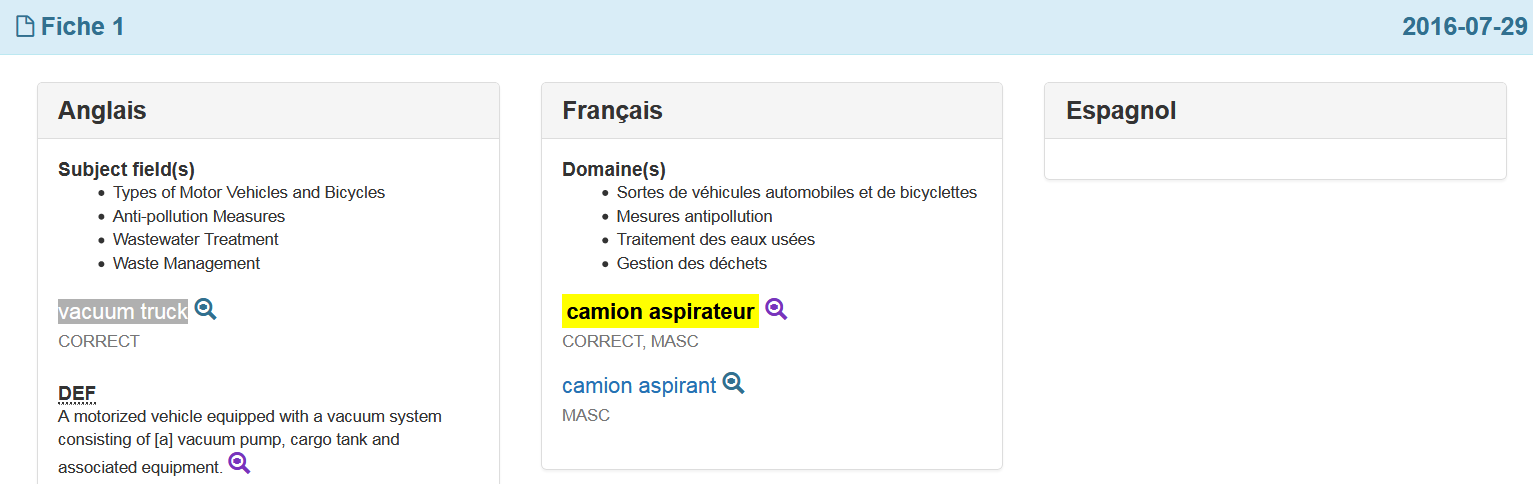 Fiche 1
2016-07-29
Anglais
Subject field(s)
Types of Motor Vehicles and Bicycles
Anti-pollution Measures
Wastewater Treatment
Waste Management
vacuum truck
CORRECT
DEF
A motorized vehicle equipped with a vacuum system
consisting of [a] vacuum pump, cargo tank and
associated equipment.
Français
Domaine(s)
Sortes de véhicules automobiles et de bicyclettes
Mesures antipollution
Traitement des eaux usées
Gestion des déchets
camion aspirateur
CORRECT, MASC
camion aspirant
MASC
Espagnol